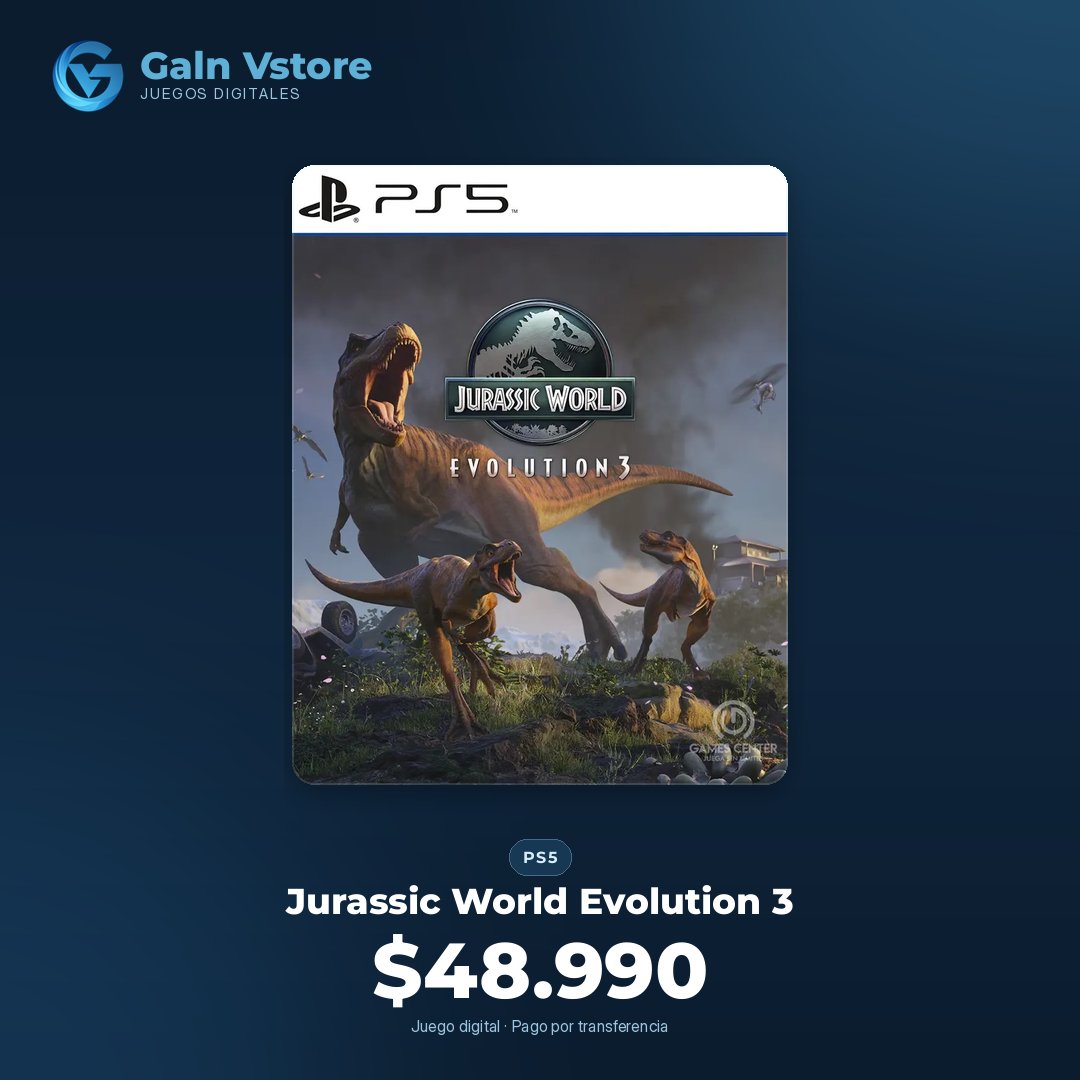 Galn Vstore
JUEGOS DIGITALES
PS5
JURASSIC WORLD
EVOLUTION 3
GAMES CENTER
PS5
Jurassic World Evolution 3
$48.990
Juego digital · Pago por transferencia